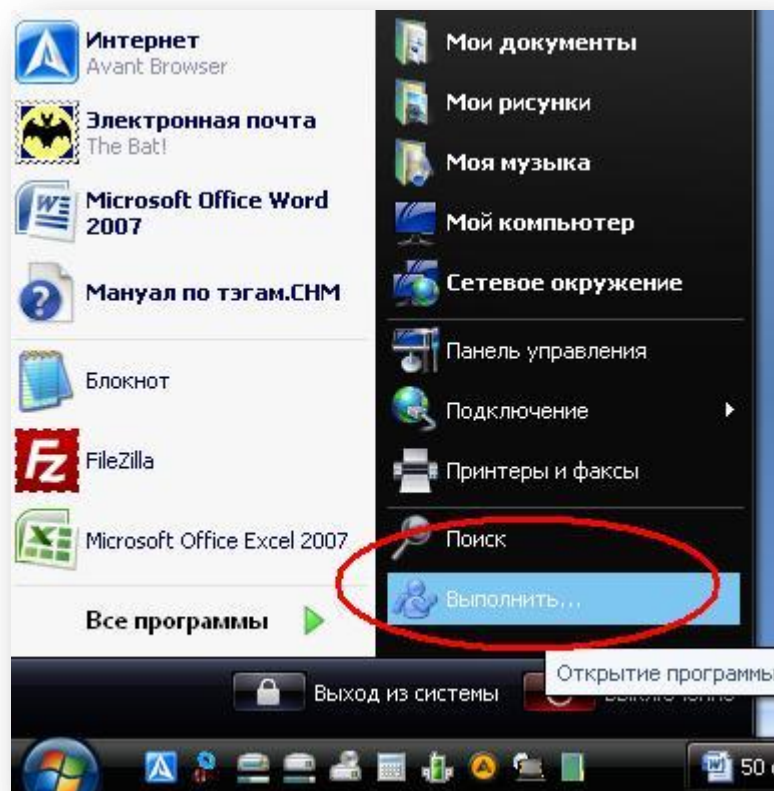 Интернет
Avant Browser
Электронная почта
The Bat!
Microsoft Office Word
2007
Мануал по тэгам.CHM
Блокнот
FileZilla
Microsoft Office Excel 2007
Все программы
Мои документы
Мои рисунки
Моя музыка
Мой компьютер
Сетевое окружение
Панель управления
Подключение
Принтеры и факсы
Поиск
Выполнить...
Открытие программы
Выход из системы
50